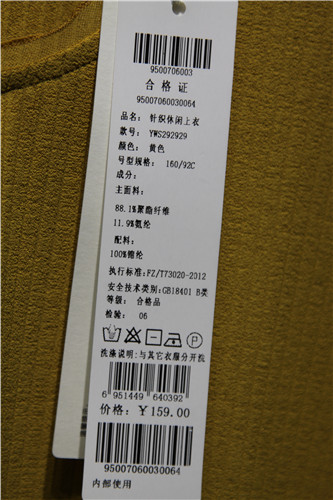 9500706003
合格证
95007060030064
品名：针织休闲上衣
款号：YWS292929
颜色：黄色
号型规格：160/92C
成分：
主面料：
88.1%聚酯纤维
11.9%氨纶
配料：
100%锦纶
执行标准：FZ/T73020-2012
安全技术类别：GB18401 B类
等级：合格品
检验：06
洗涤说明：与其它衣服分开洗
6 951449 640392
价格：￥159.00
95007060030064
内部使用